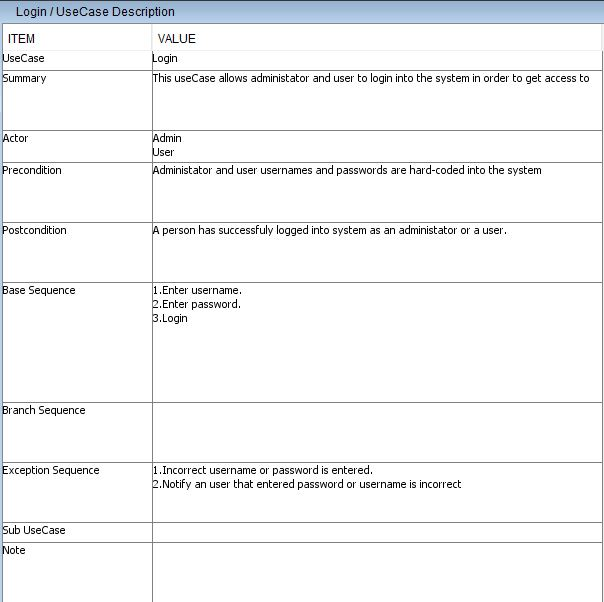 Login / UseCase Description
ITEM VALUE
UseCase Login
Summary This useCase allows administator and user to login into the system in order to get access to
Actor Admin
User
Precondition Administator and user usernames and passwords are hard-coded into the system
Postcondition A person has successfuly logged into system as an administator or a user.
Base Sequence 1.Enter username.
2.Enter password.
3.Login
Branch Sequence
Exception Sequence 1.Incorrect username or password is entered.
2.Notify an user that entered password or username is incorrect
Sub UseCase
Note